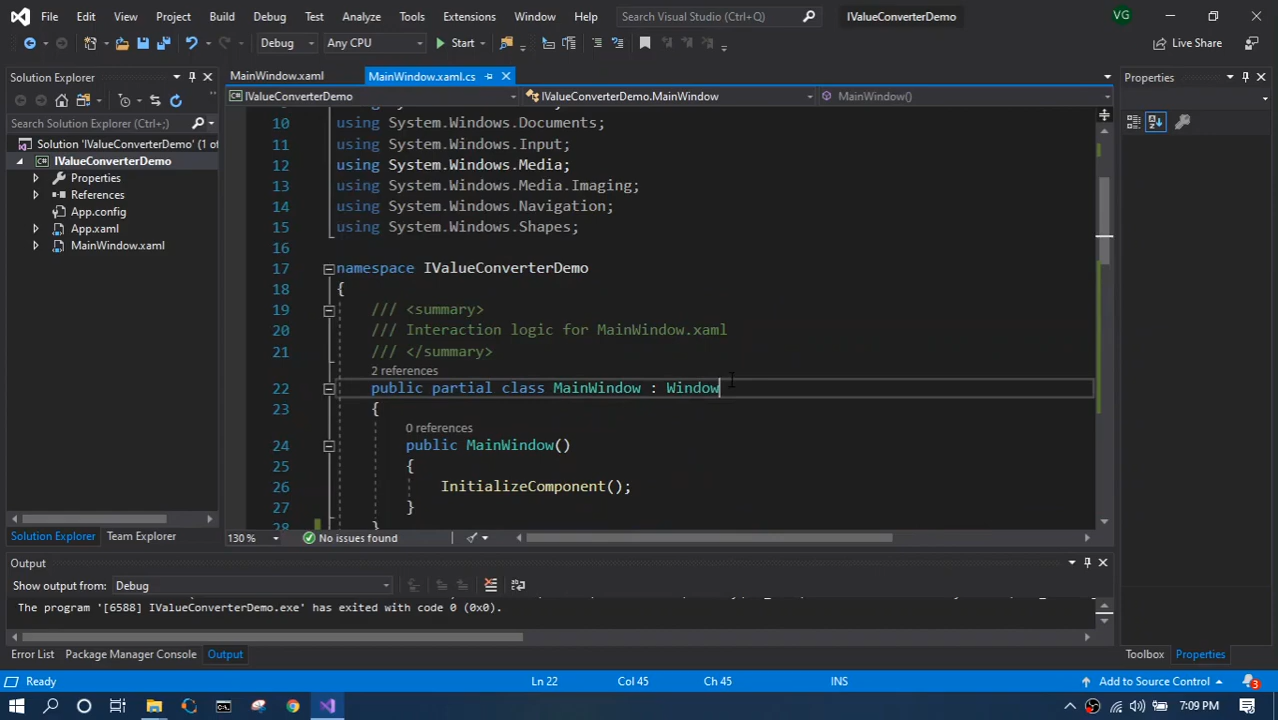 File Edit View Project Build Debug Test Analyze Tools Extensions Window Help Search Visual Studio (Ctrl+Q) IValueConverterDemo VG
Debug Any CPU Start Live Share
Solution Explorer
Search Solution Explorer (Ctrl+;)
Solution 'IValueConverterDemo' (1 of
IValueConverterDemo
Properties
References
App.config
App.xaml
MainWindow.xaml
Solution Explorer Team Explorer
MainWindow.xaml MainWindow.xaml.cs
IValueConverterDemo IValueConverterDemo.MainWindow MainWindow()
10 using System.Windows.Documents;
11 using System.Windows.Input;
12 using System.Windows.Media;
13 using System.Windows.Media.Imaging;
14 using System.Windows.Navigation;
15 using System.Windows.Shapes;
16
17 namespace IValueConverterDemo
18 {
19 /// <summary>
20 /// Interaction logic for MainWindow.xaml
21 /// </summary>
2 references
22 public partial class MainWindow : Window
23 {
0 references
24 public MainWindow()
25 {
26 InitializeComponent();
27 }
28 }
130 % No issues found
Properties
Output
Show output from: Debug
The program '[6588] IValueConverterDemo.exe' has exited with code 0 (0x0).
Error List Package Manager Console Output
Toolbox Properties
Ready Ln 22 Col 45 Ch 45 INS Add to Source Control 3
7:09 PM